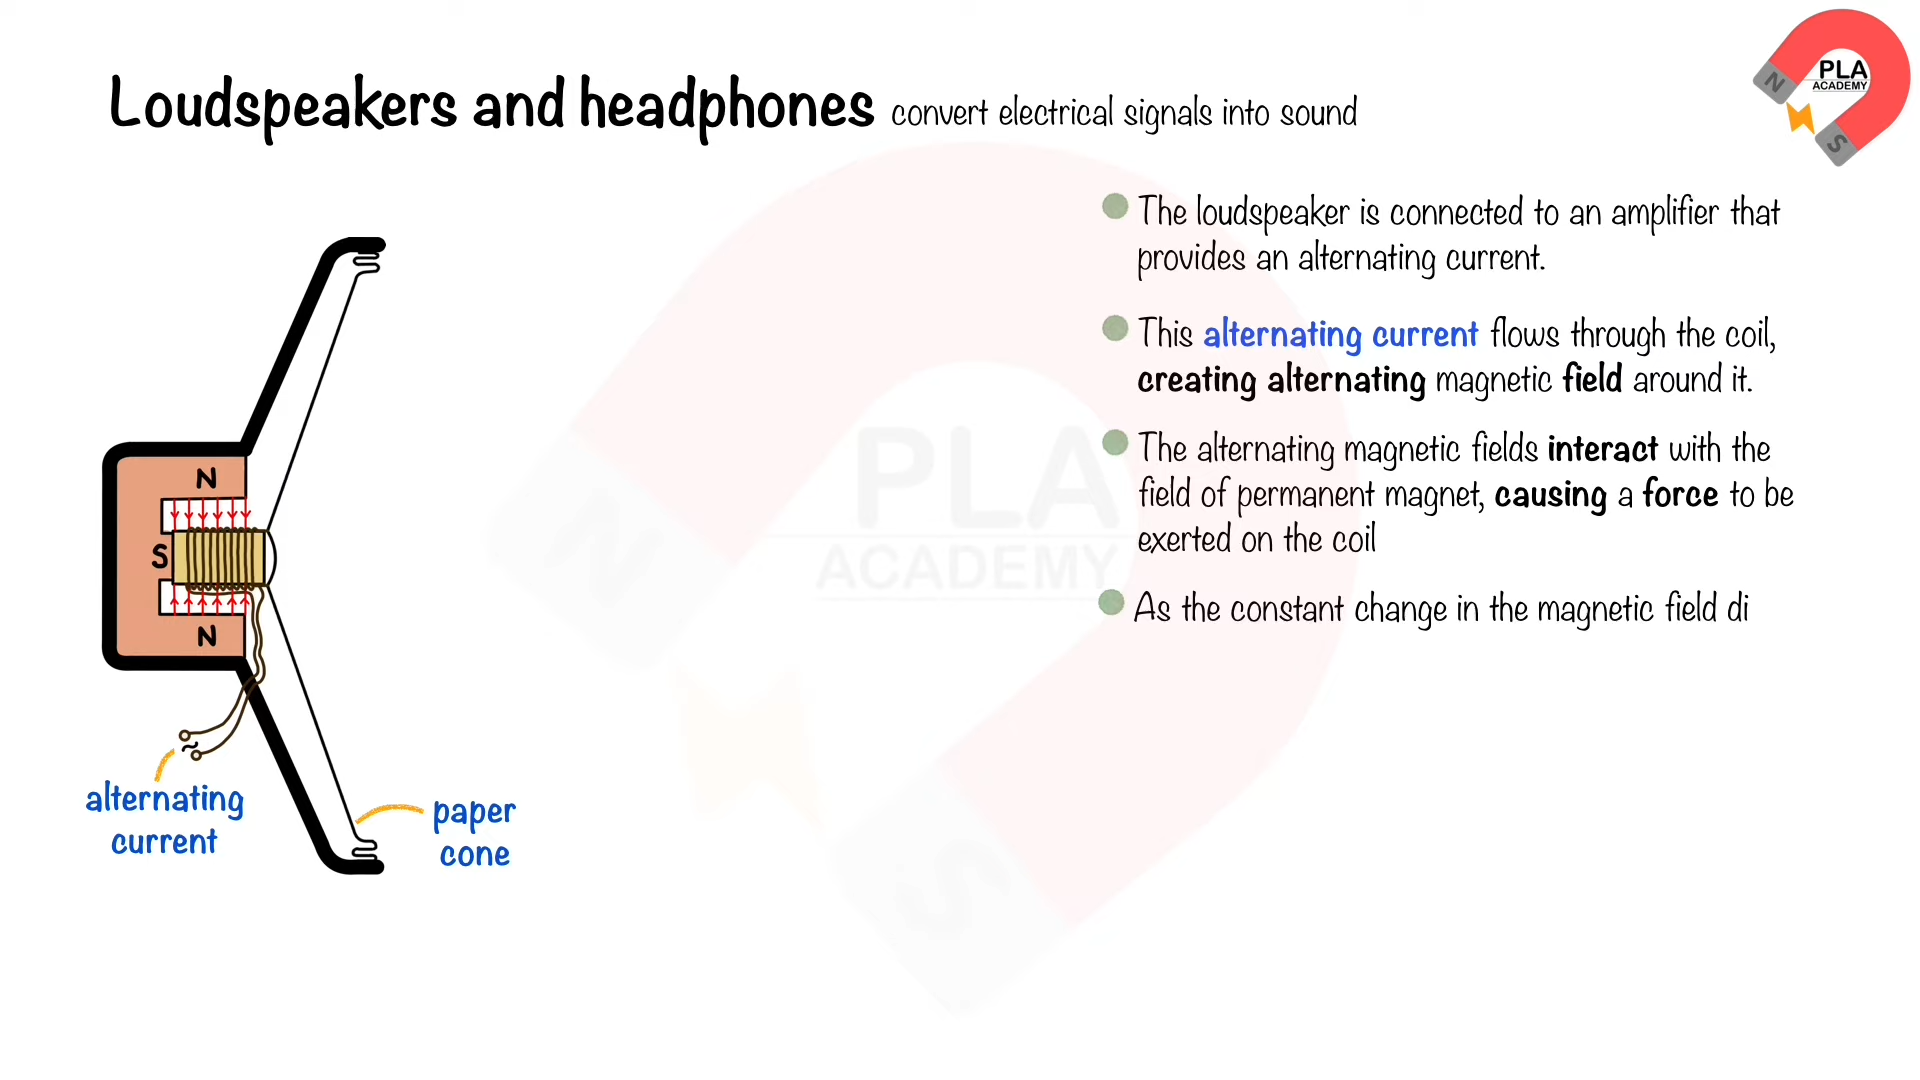 Loudspeakers and headphones convert electrical signals into sound
PLA
ACADEMY
N
S
The loudspeaker is connected to an amplifier that
provides an alternating current.
This alternating current flows through the coil,
creating alternating magnetic field around it.
The alternating magnetic fields interact with the
field of permanent magnet, causing a force to be
exerted on the coil
As the constant change in the magnetic field di
N
S
N
~
alternating
current
paper
cone
PLA
ACADEMY
N
S